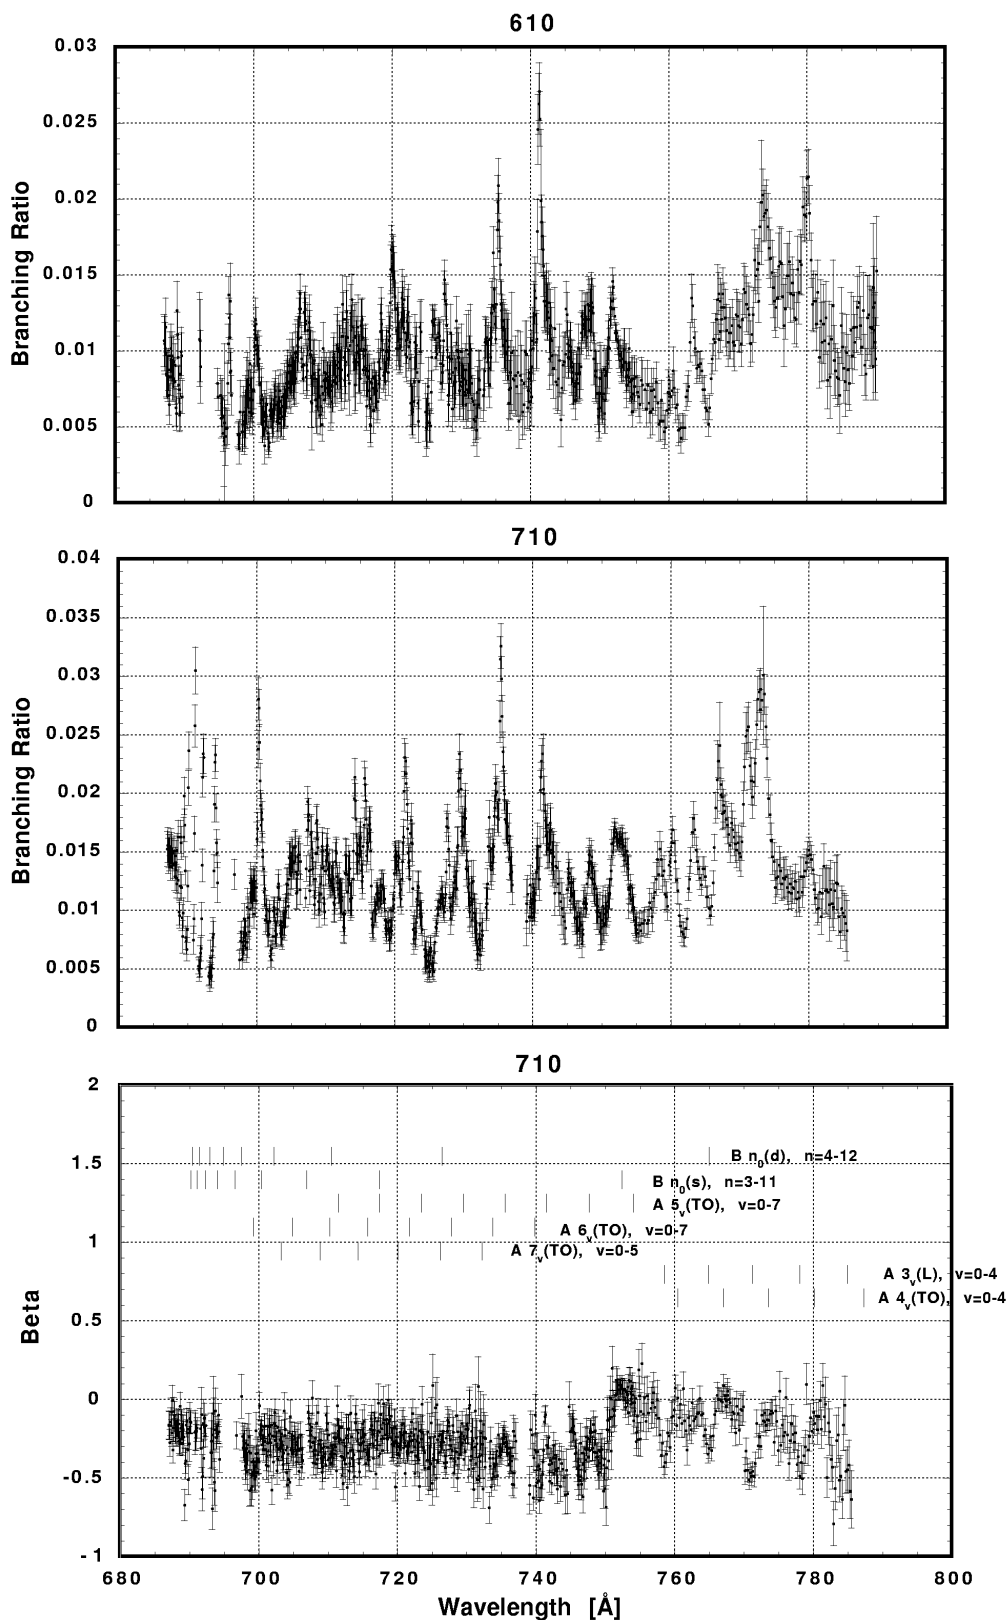 610
0.03
0.025
0.02
0.015
0.01
0.005
0
Branching Ratio
710
0.04
0.035
0.03
0.025
0.02
0.015
0.01
0.005
0
Branching Ratio
710
2
1.5
1
0.5
0
-0.5
-1
Beta
B n0(d), n=4-12
B n0(s), n=3-11
A 5v(TO), v=0-7
A 6v(TO), v=0-7
A 7v(TO), v=0-5
A 3v(L), v=0-4
A 4v(TO), v=0-4
680 700 720 740 760 780 800
Wavelength [Å]